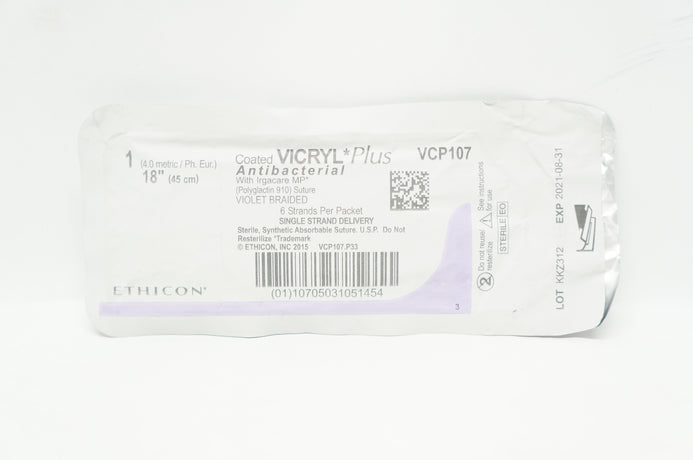 1 (4.0 metric / Ph. Eur.)
18" (45 cm)
Coated VICRYL* Plus VCP107
Antibacterial
With Irgacare MP*
(Polyglactin 910) Suture
VIOLET BRAIDED
6 Strands Per Packet
SINGLE STRAND DELIVERY
Sterile, Synthetic Absorbable Suture. U.S.P. Do Not
Resterilize *Trademark
© ETHICON, INC 2015 VCP107.P33
(01)10705031051454
ETHICON*
3
See instructions
for use
STERILE EO
Do not reuse/
resterilize
2
EXP 2021-08-31
LOT KKZ312